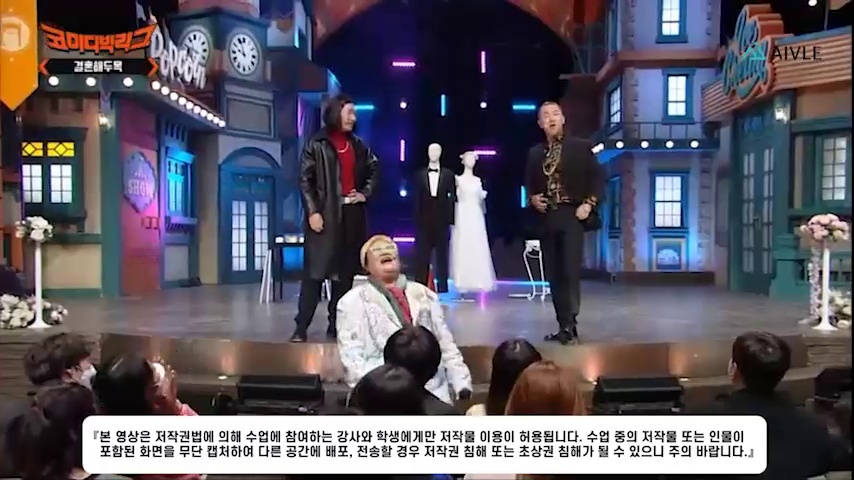 코미디빅리그
결혼해두목
Popcorn
AIVLE
SHOW
『본 영상은 저작권법에 의해 수업에 참여하는 강사와 학생에게만 저작물 이용이 허용됩니다. 수업 중의 저작물 또는 인물이
포함된 화면을 무단 캡처하여 다른 공간에 배포, 전송할 경우 저작권 침해 또는 초상권 침해가 될 수 있으니 주의 바랍니다.』